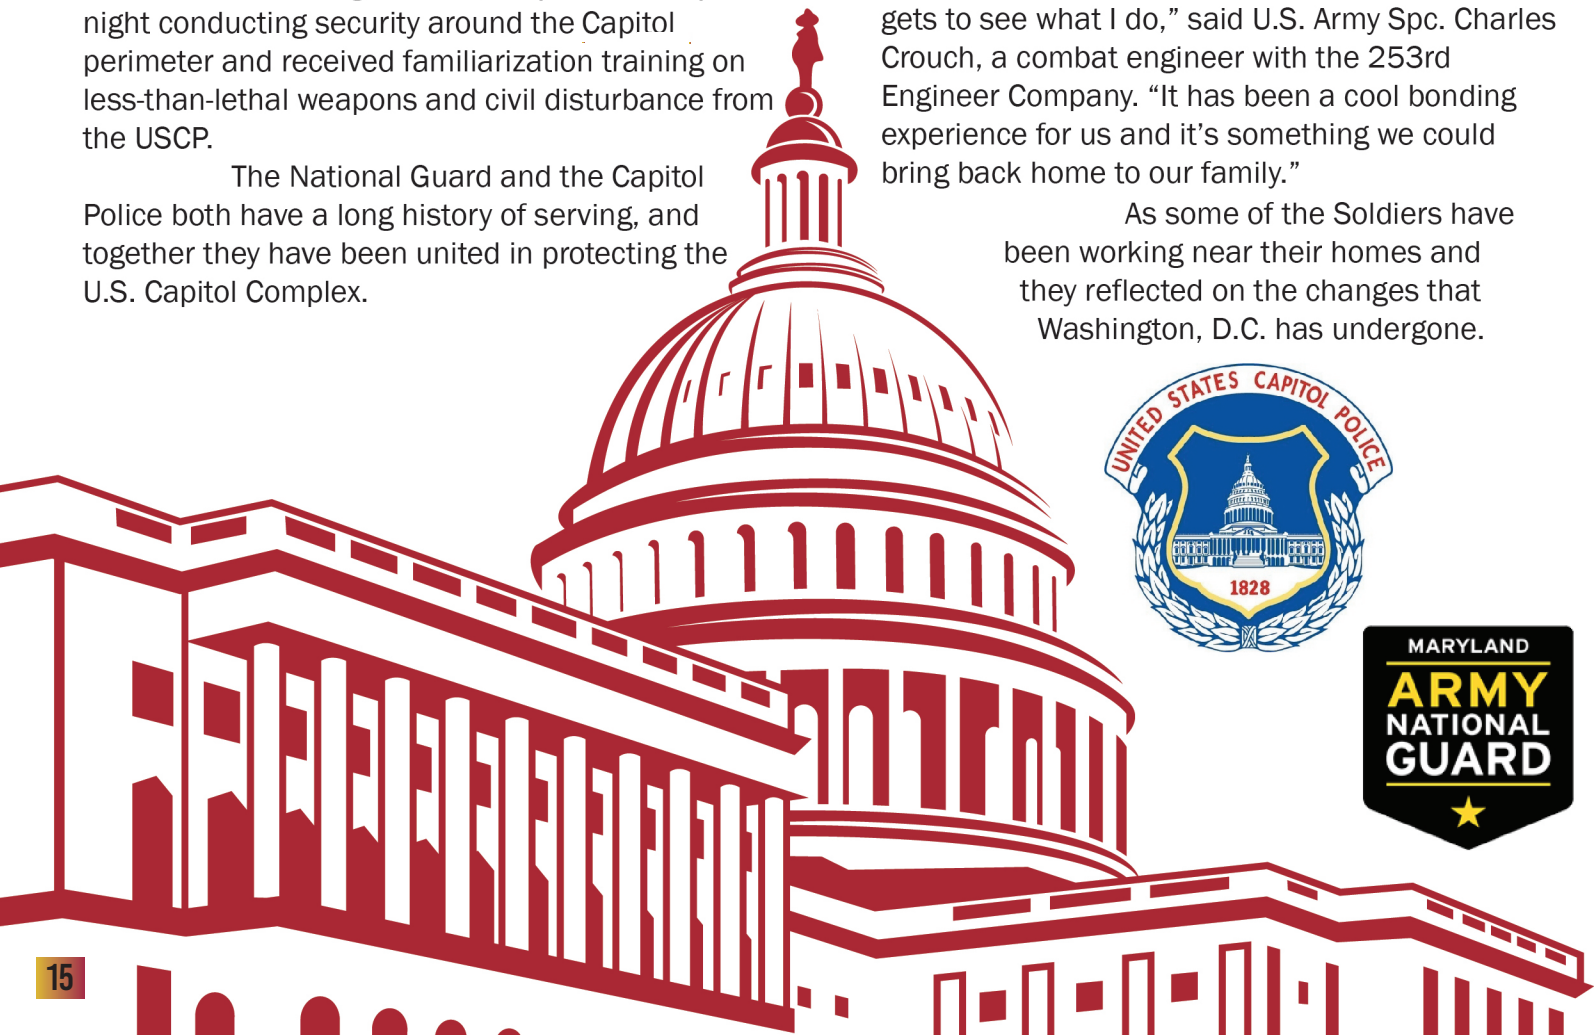 night conducting security around the Capitol
perimeter and received familiarization training on
less-than-lethal weapons and civil disturbance from
the USCP.
The National Guard and the Capitol
Police both have a long history of serving, and
together they have been united in protecting the
U.S. Capitol Complex.
gets to see what I do,” said U.S. Army Spc. Charles
Crouch, a combat engineer with the 253rd
Engineer Company. “It has been a cool bonding
experience for us and it’s something we could
bring back home to our family.”
As some of the Soldiers have
been working near their homes and
they reflected on the changes that
Washington, D.C. has undergone.
UNITED STATES CAPITOL POLICE
1828
MARYLAND
ARMY
NATIONAL
GUARD
15